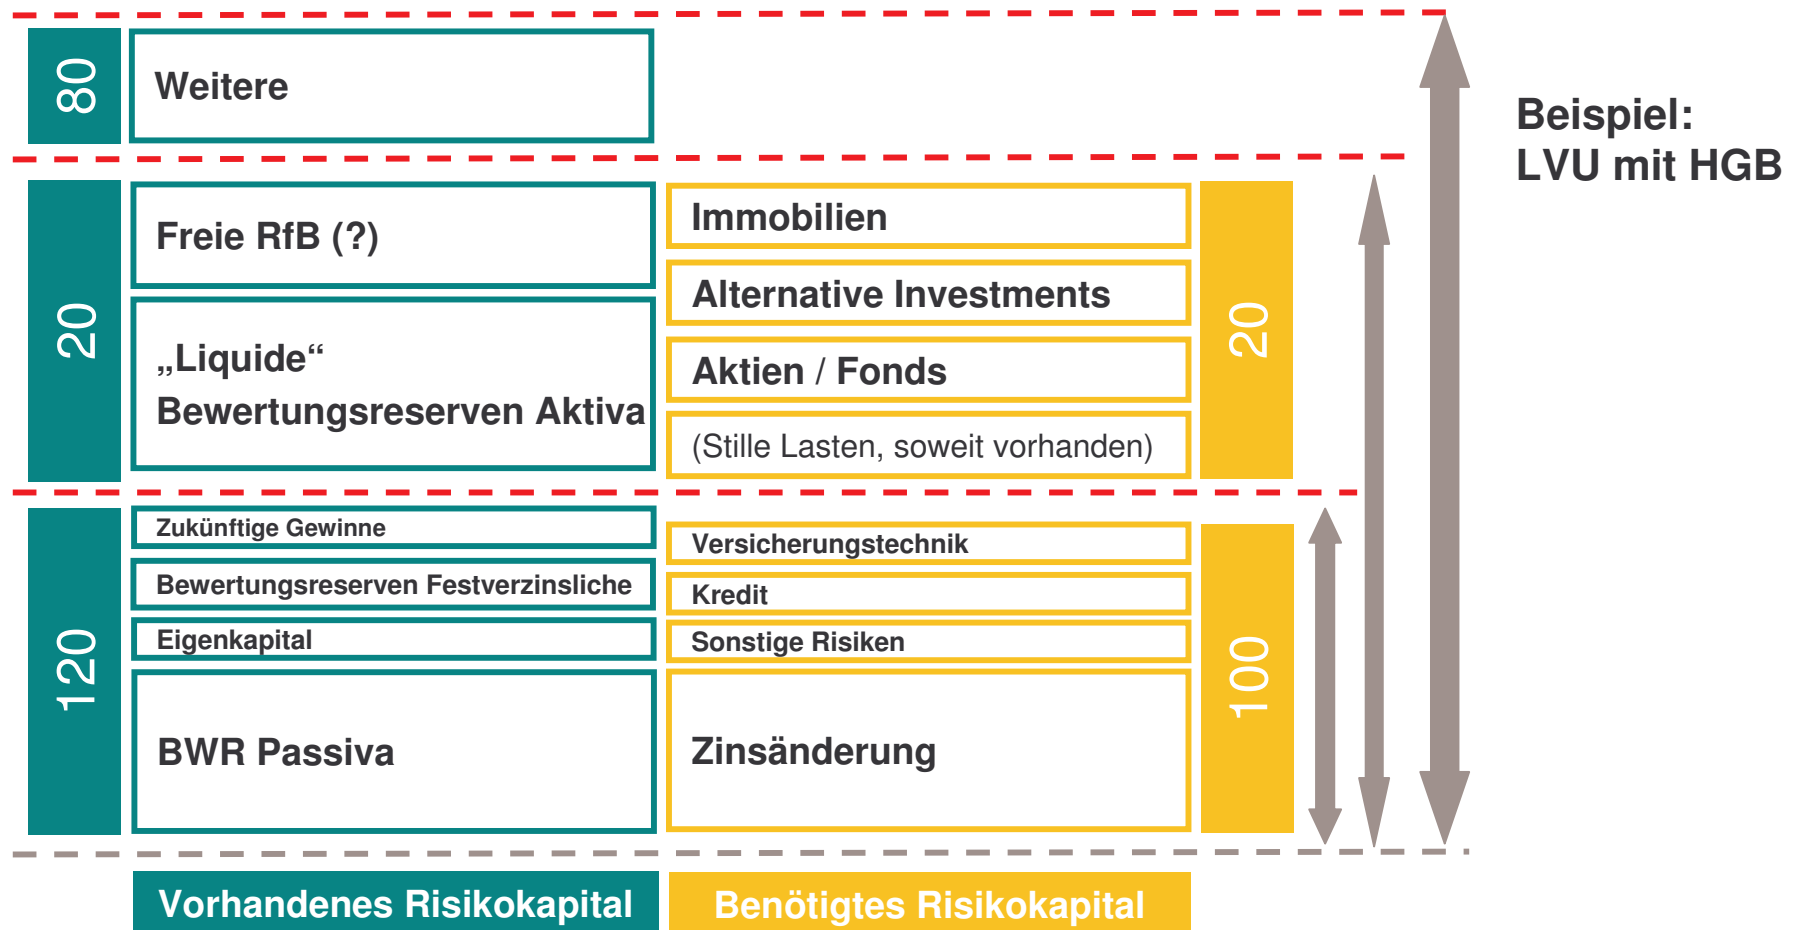 80
Weitere
Beispiel:
LVU mit HGB
20
Freie RfB (?)
„Liquide“
Bewertungsreserven Aktiva
Immobilien
Alternative Investments
Aktien / Fonds
(Stille Lasten, soweit vorhanden)
20
120
Zukünftige Gewinne
Bewertungsreserven Festverzinsliche
Eigenkapital
BWR Passiva
Versicherungstechnik
Kredit
Sonstige Risiken
Zinsänderung
100
Vorhandenes Risikokapital
Benötigtes Risikokapital